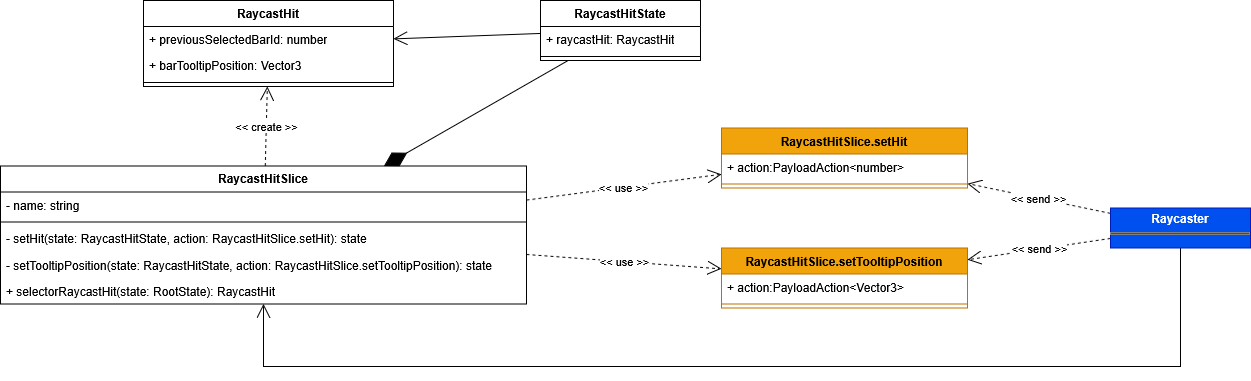 RaycastHit
+ previousSelectedBarId: number
+ barTooltipPosition: Vector3
RaycastHitState
+ raycastHit: RaycastHit
<< create >>
RaycastHitSlice
- name: string
- setHit(state: RaycastHitState, action: RaycastHitSlice.setHit): state
- setTooltipPosition(state: RaycastHitState, action: RaycastHitSlice.setTooltipPosition): state
+ selectorRaycastHit(state: RootState): RaycastHit
<< use >>
<< use >>
RaycastHitSlice.setHit
+ action:PayloadAction<number>
RaycastHitSlice.setTooltipPosition
+ action:PayloadAction<Vector3>
<< send >>
<< send >>
Raycaster